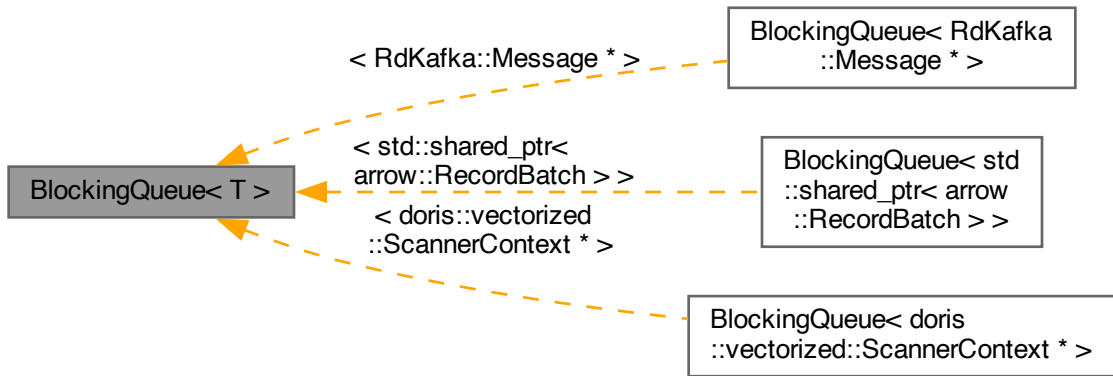 BlockingQueue< T >
< RdKafka::Message * >
BlockingQueue< RdKafka
::Message * >
< std::shared_ptr<
arrow::RecordBatch > >
BlockingQueue< std
::shared_ptr< arrow
::RecordBatch > >
< doris::vectorized
::ScannerContext * >
BlockingQueue< doris
::vectorized::ScannerContext * >